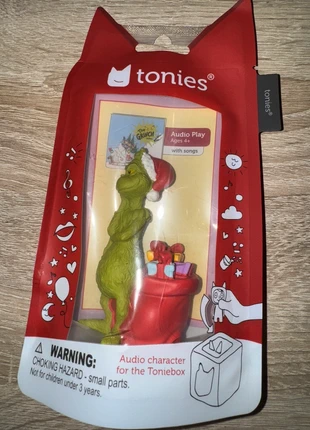 tonies®
tonies®
GRINCH
Audio Play
Ages 4+
with songs
⚠ WARNING:
CHOKING HAZARD - small parts.
Not for children under 3 years.
Audio character
for the Toniebox